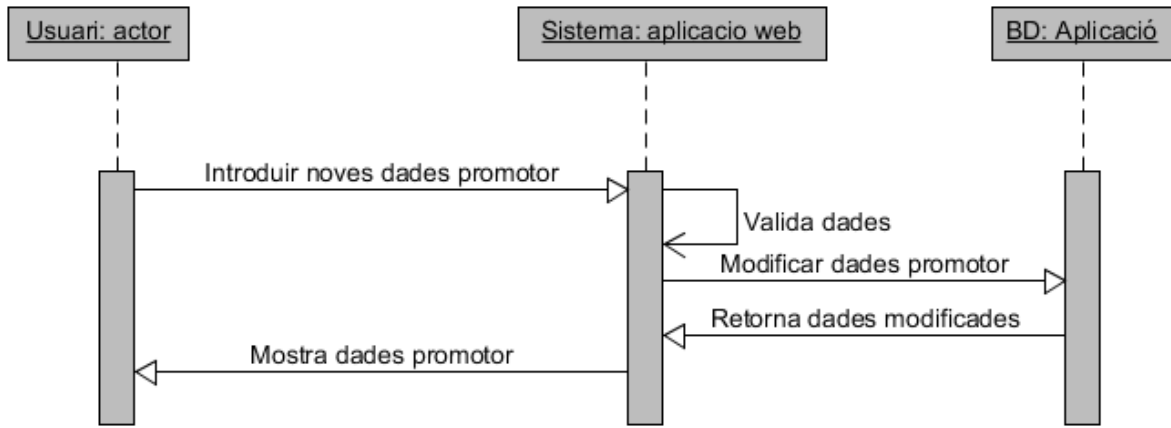 Usuari: actor
Sistema: aplicacio web
BD: Aplicació
Introduir noves dades promotor
Valida dades
Modificar dades promotor
Retorna dades modificades
Mostra dades promotor